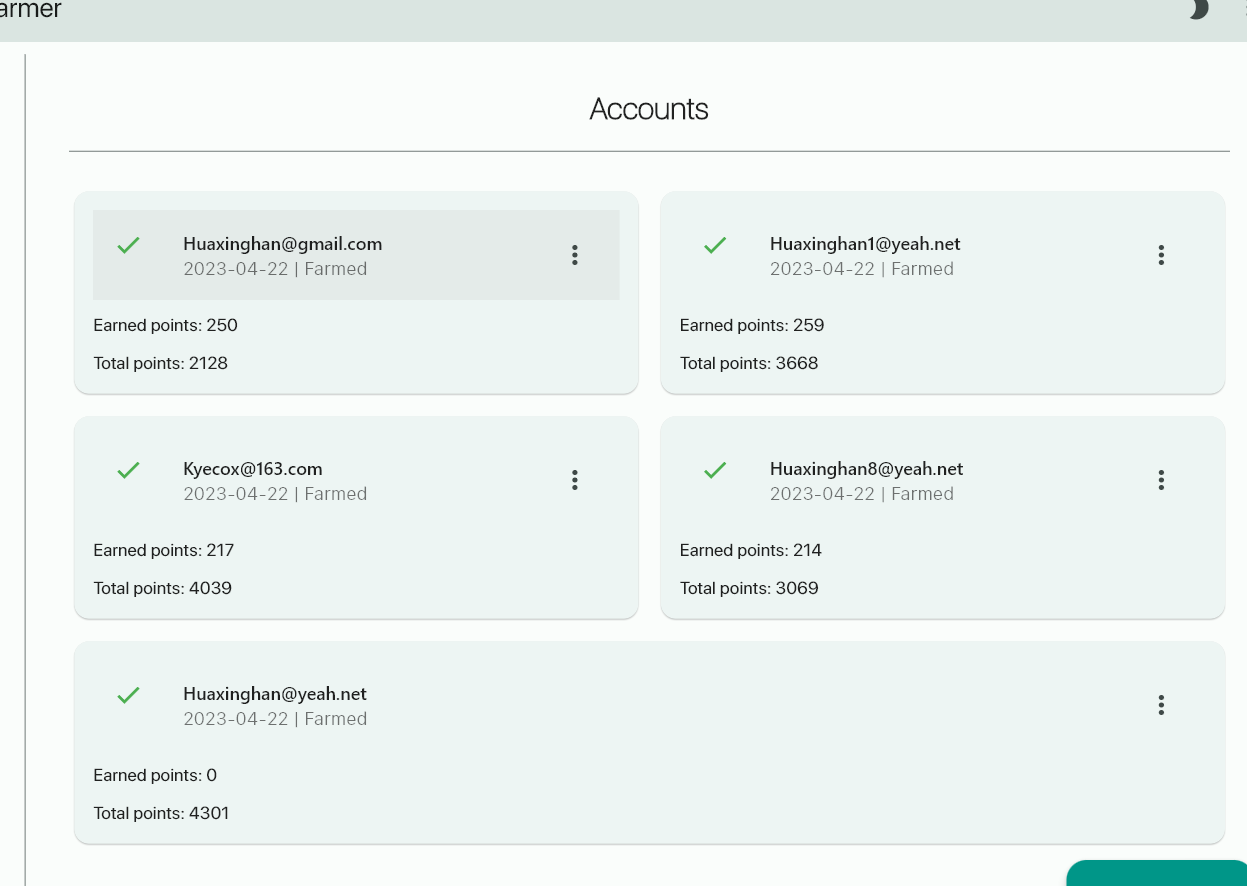 armer
Accounts
Huaxinghan@gmail.com
2023-04-22 | Farmed
Earned points: 250
Total points: 2128
Huaxinghan1@yeah.net
2023-04-22 | Farmed
Earned points: 259
Total points: 3668
Kyecox@163.com
2023-04-22 | Farmed
Earned points: 217
Total points: 4039
Huaxinghan8@yeah.net
2023-04-22 | Farmed
Earned points: 214
Total points: 3069
Huaxinghan@yeah.net
2023-04-22 | Farmed
Earned points: 0
Total points: 4301